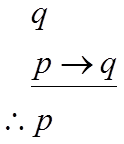 q
p → q
∴ p